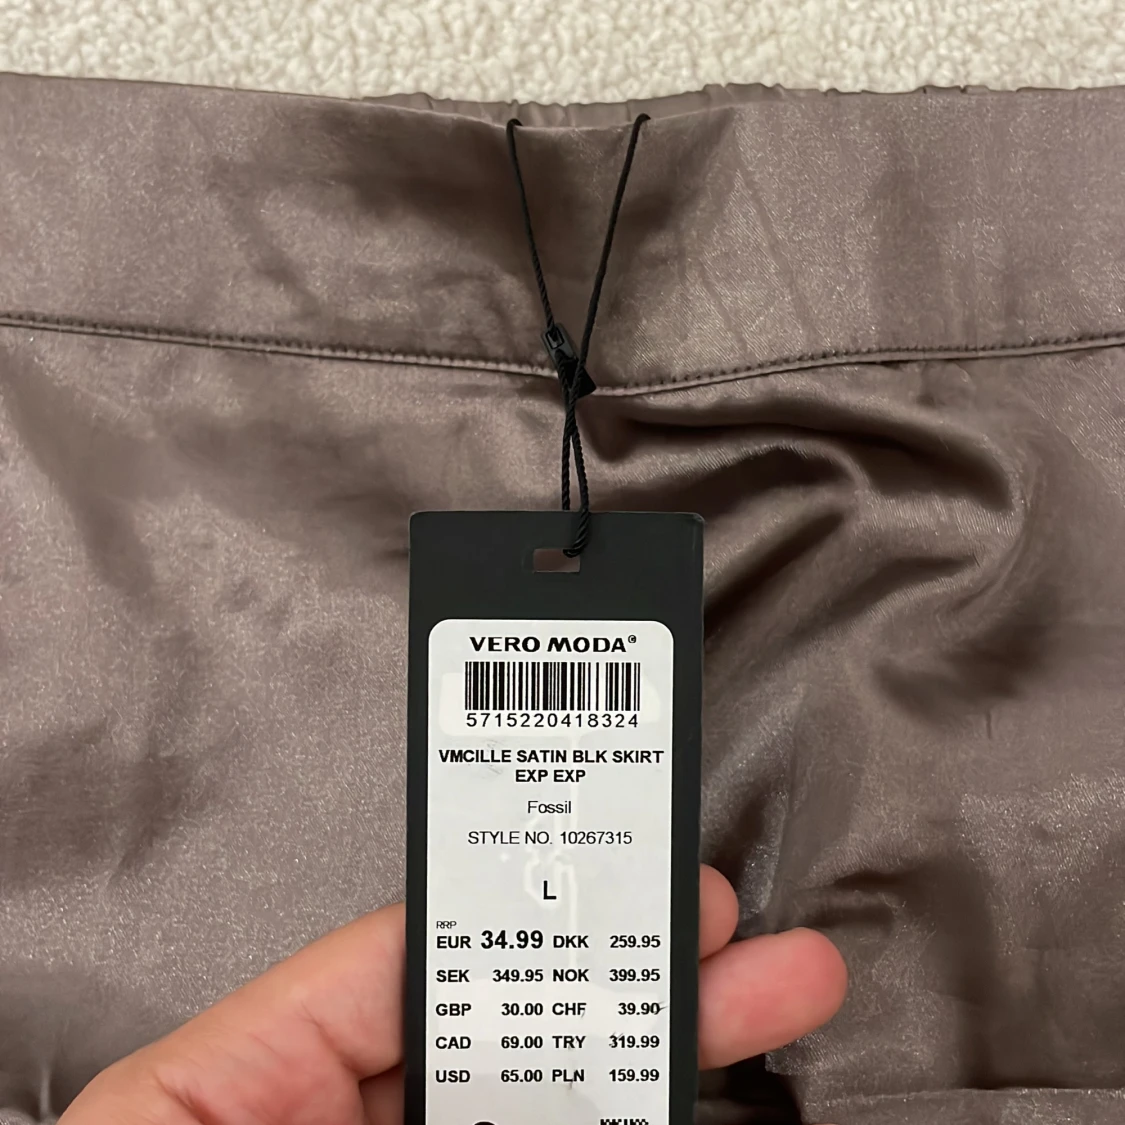 VERO MODA®
5715220418324
VMCILLE SATIN BLK SKIRT
EXP EXP
Fossil
STYLE NO. 10267315
L
RRP
EUR 34.99 DKK 259.95
SEK 349.95 NOK 399.95
GBP 30.00 CHF 39.90
CAD 69.00 TRY 319.99
USD 65.00 PLN 159.99